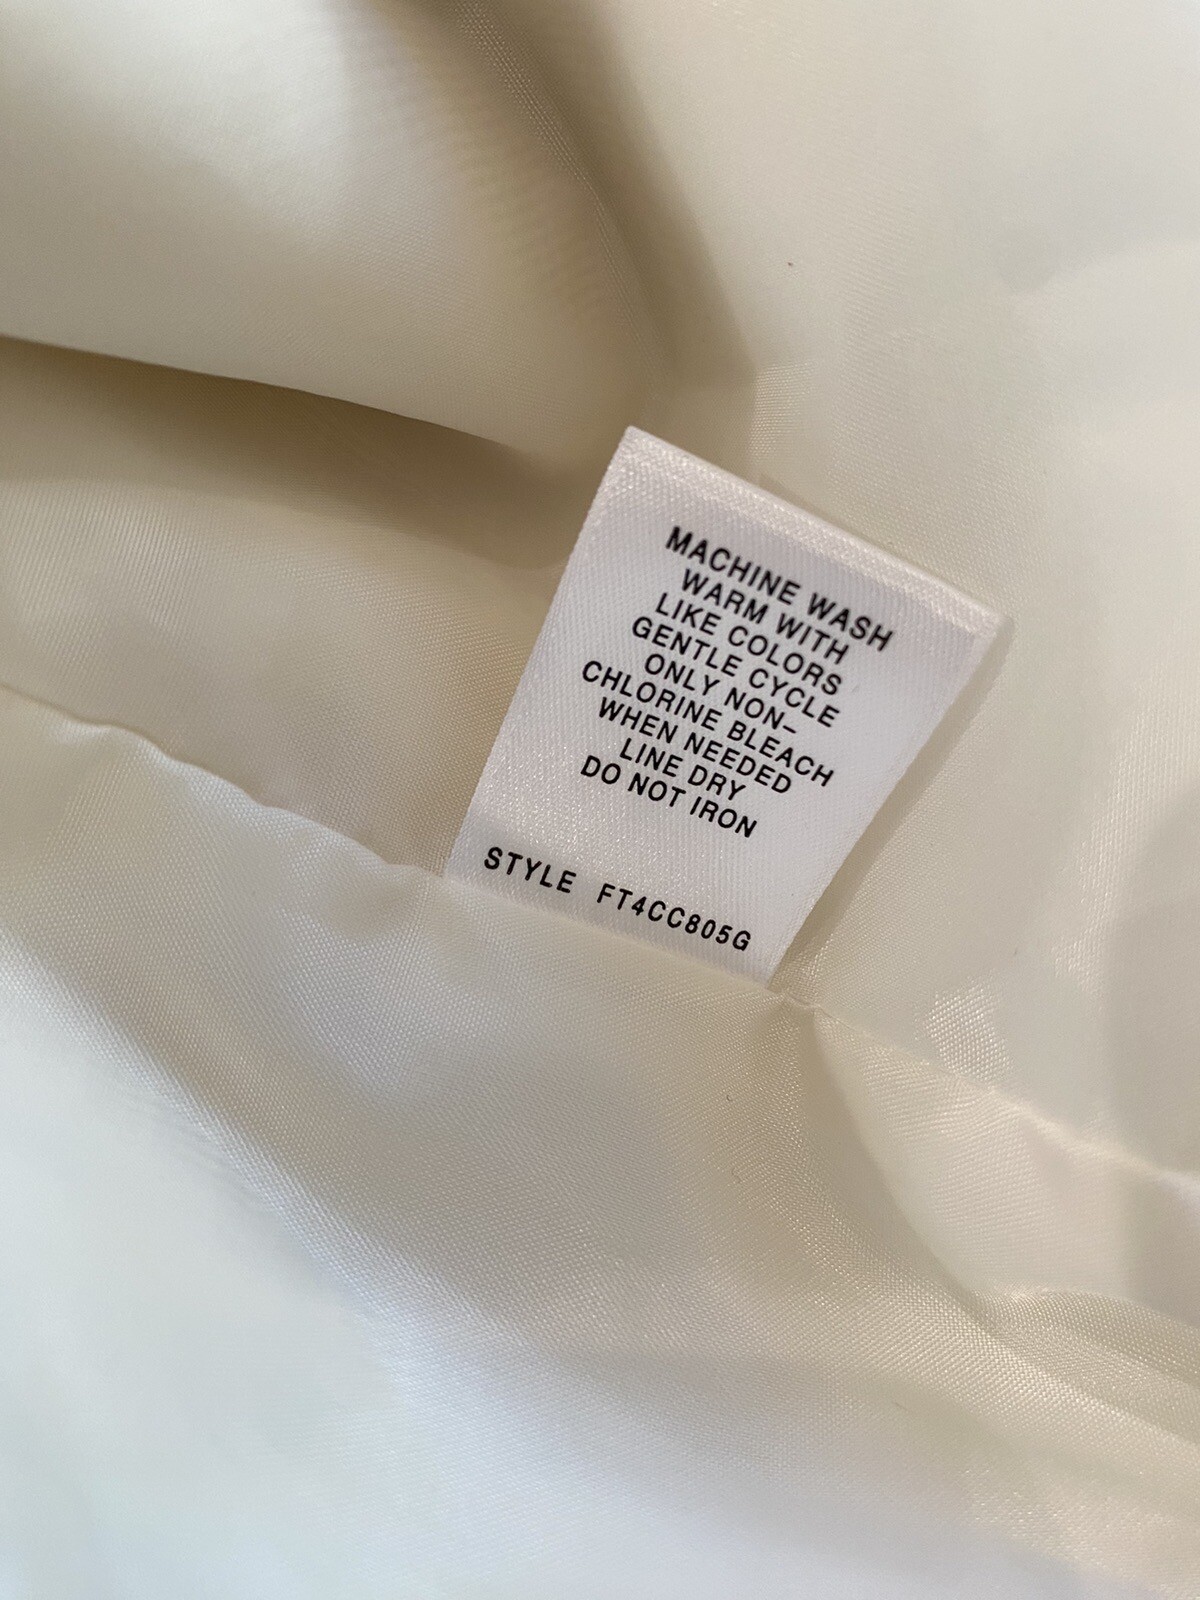 MACHINE WASH
WARM WITH
LIKE COLORS
GENTLE CYCLE
ONLY NON-
CHLORINE BLEACH
WHEN NEEDED
LINE DRY
DO NOT IRON
STYLE FT4CC805G